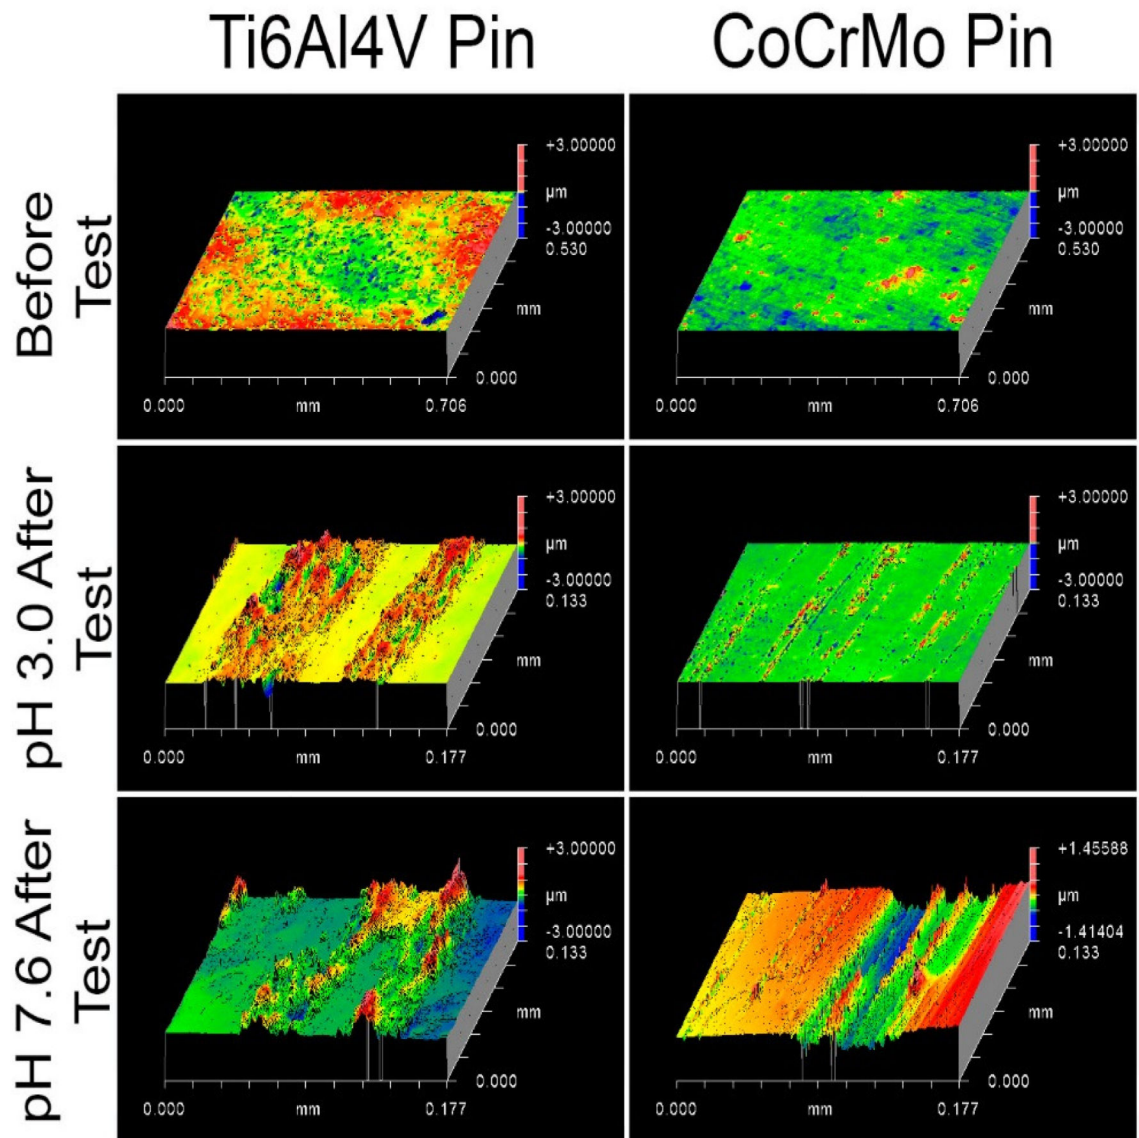 Ti6Al4V Pin
CoCrMo Pin
Before
Test
+3.00000
µm
-3.00000
0.530
mm
0.000
0.000
mm
0.706
+3.00000
µm
-3.00000
0.530
mm
0.000
0.000
mm
0.706
pH 3.0 After
Test
+3.00000
µm
-3.00000
0.133
mm
0.000
0.000
mm
0.177
+3.00000
µm
-3.00000
0.133
mm
0.000
0.000
mm
0.177
pH 7.6 After
Test
+3.00000
µm
-3.00000
0.133
mm
0.000
0.000
mm
0.177
+1.45588
µm
-1.41404
0.133
mm
0.000
0.000
mm
0.177